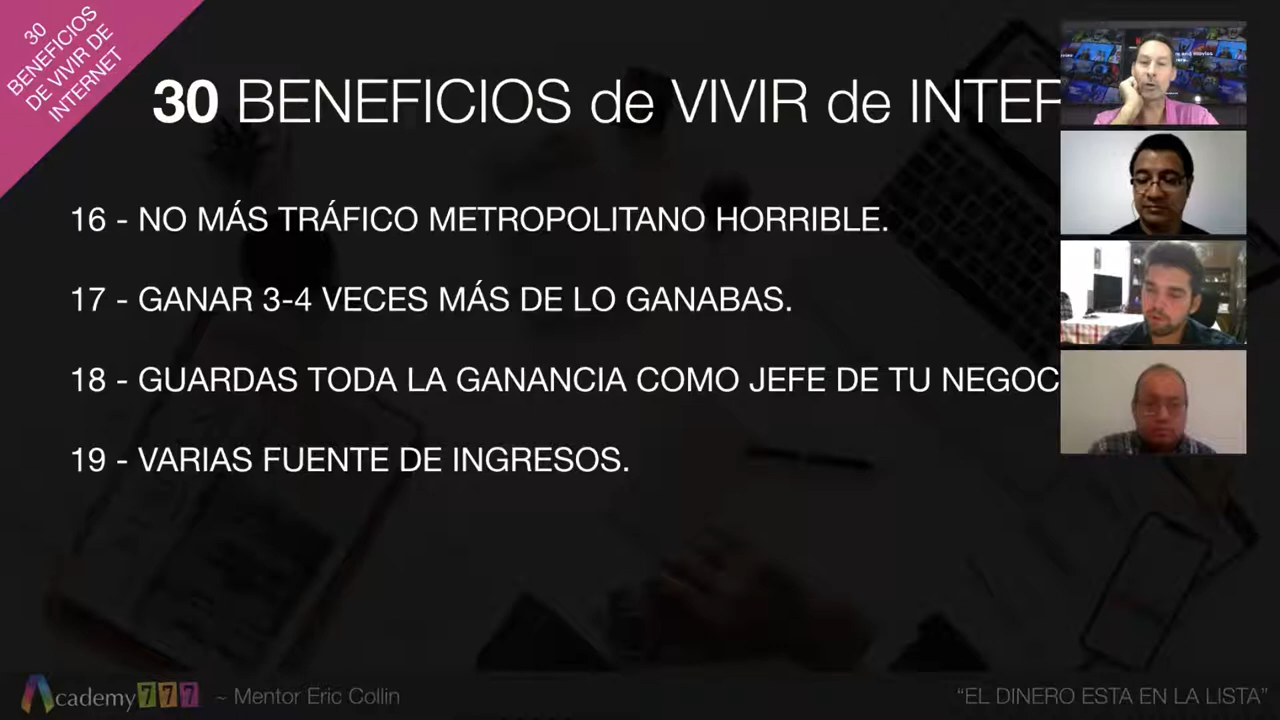 30
BENEFICIOS
DE VIVIR DE
INTERNET
30 BENEFICIOS de VIVIR de INTER
16 - NO MÁS TRÁFICO METROPOLITANO HORRIBLE.
17 - GANAR 3-4 VECES MÁS DE LO GANABAS.
18 - GUARDAS TODA LA GANANCIA COMO JEFE DE TU NEGOC
19 - VARIAS FUENTE DE INGRESOS.
Academy777 ~ Mentor Eric Collin
“EL DINERO ESTA EN LA LISTA”